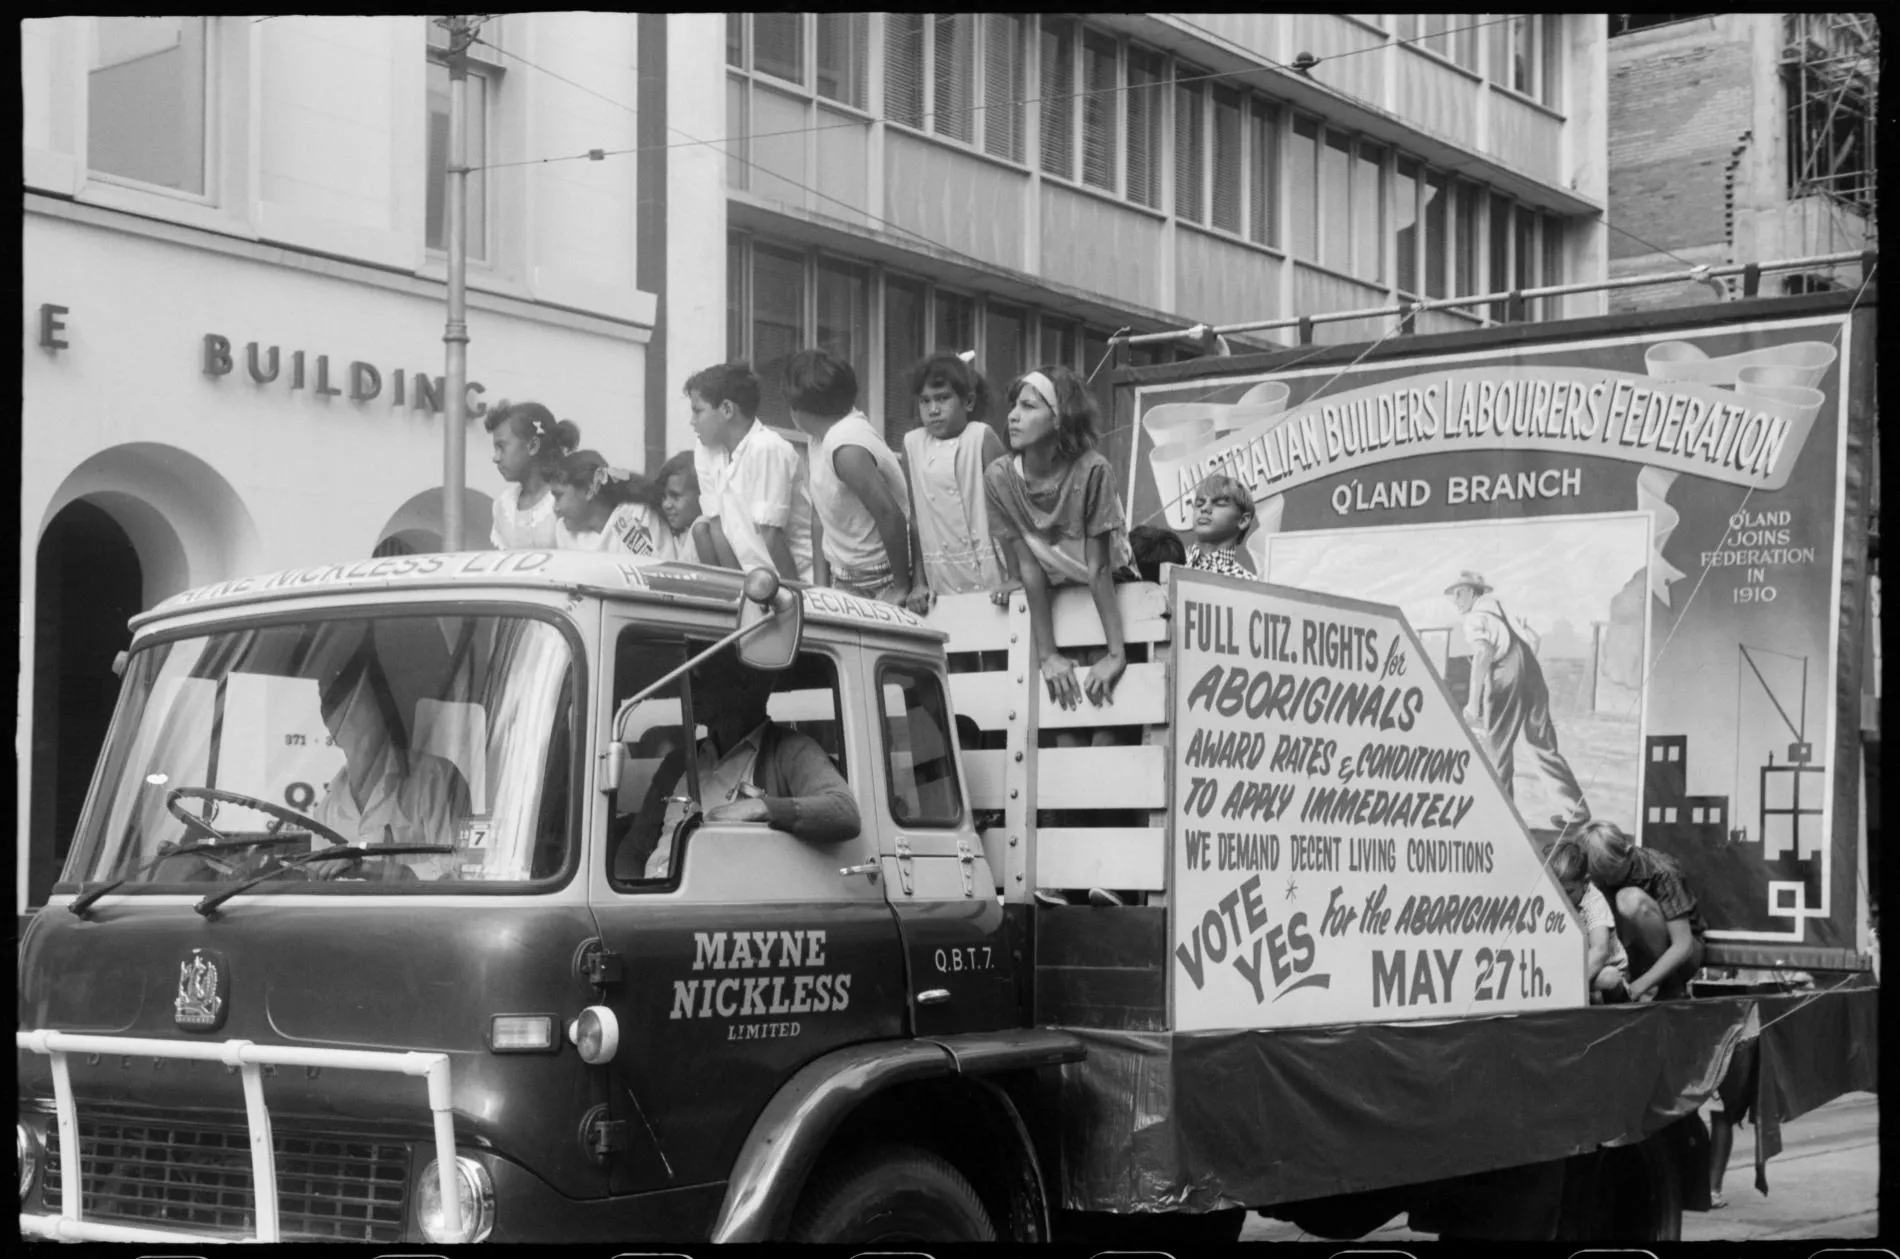 E BUILDING
AUSTRALIAN BUILDERS LABOURERS' FEDERATION
Q'LAND BRANCH
Q'LAND
JOINS
FEDERATION
IN
1910
NICKLESS LTD.
FULL CITZ. RIGHTS for
ABORIGINALS
AWARD RATES & CONDITIONS
TO APPLY IMMEDIATELY
WE DEMAND DECENT LIVING CONDITIONS
VOTE * YES For the ABORIGINALS on
MAY 27th.
7
MAYNE
NICKLESS
LIMITED
Q.B.T.7.
BEDFORD